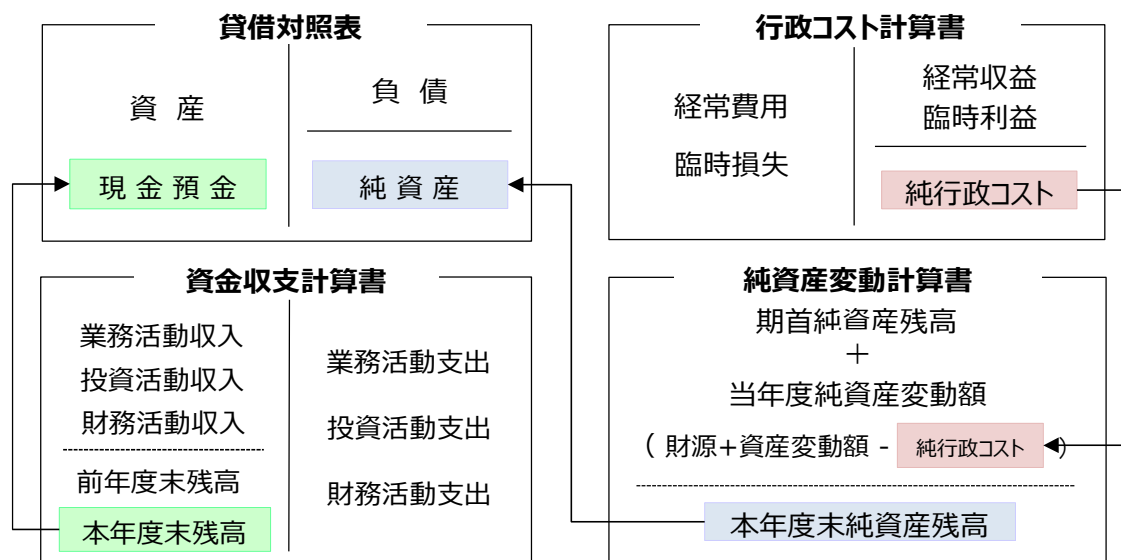 貸借対照表
資 産
現 金 預 金
負 債
純 資 産
行政コスト計算書
経常費用
臨時損失
経常収益
臨時利益
純行政コスト
資金収支計算書
業務活動収入
投資活動収入
財務活動収入
前年度末残高
本年度末残高
業務活動支出
投資活動支出
財務活動支出
純資産変動計算書
期首純資産残高
+
当年度純資産変動額
( 財源+資産変動額 - 純行政コスト )
本年度末純資産残高